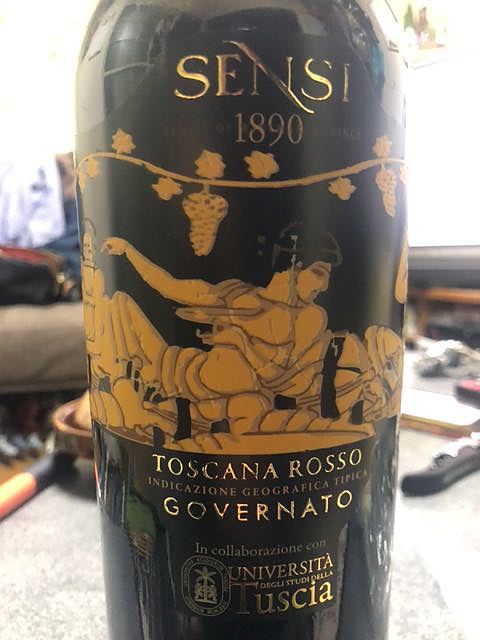 SENSI
1890
TOSCANA ROSSO
INDICAZIONE GEOGRAFICA TIPICA
GOVERNATO
In collaborazione con
UNIVERSITÀ
DEGLI STUDI DELLA
Tuscia